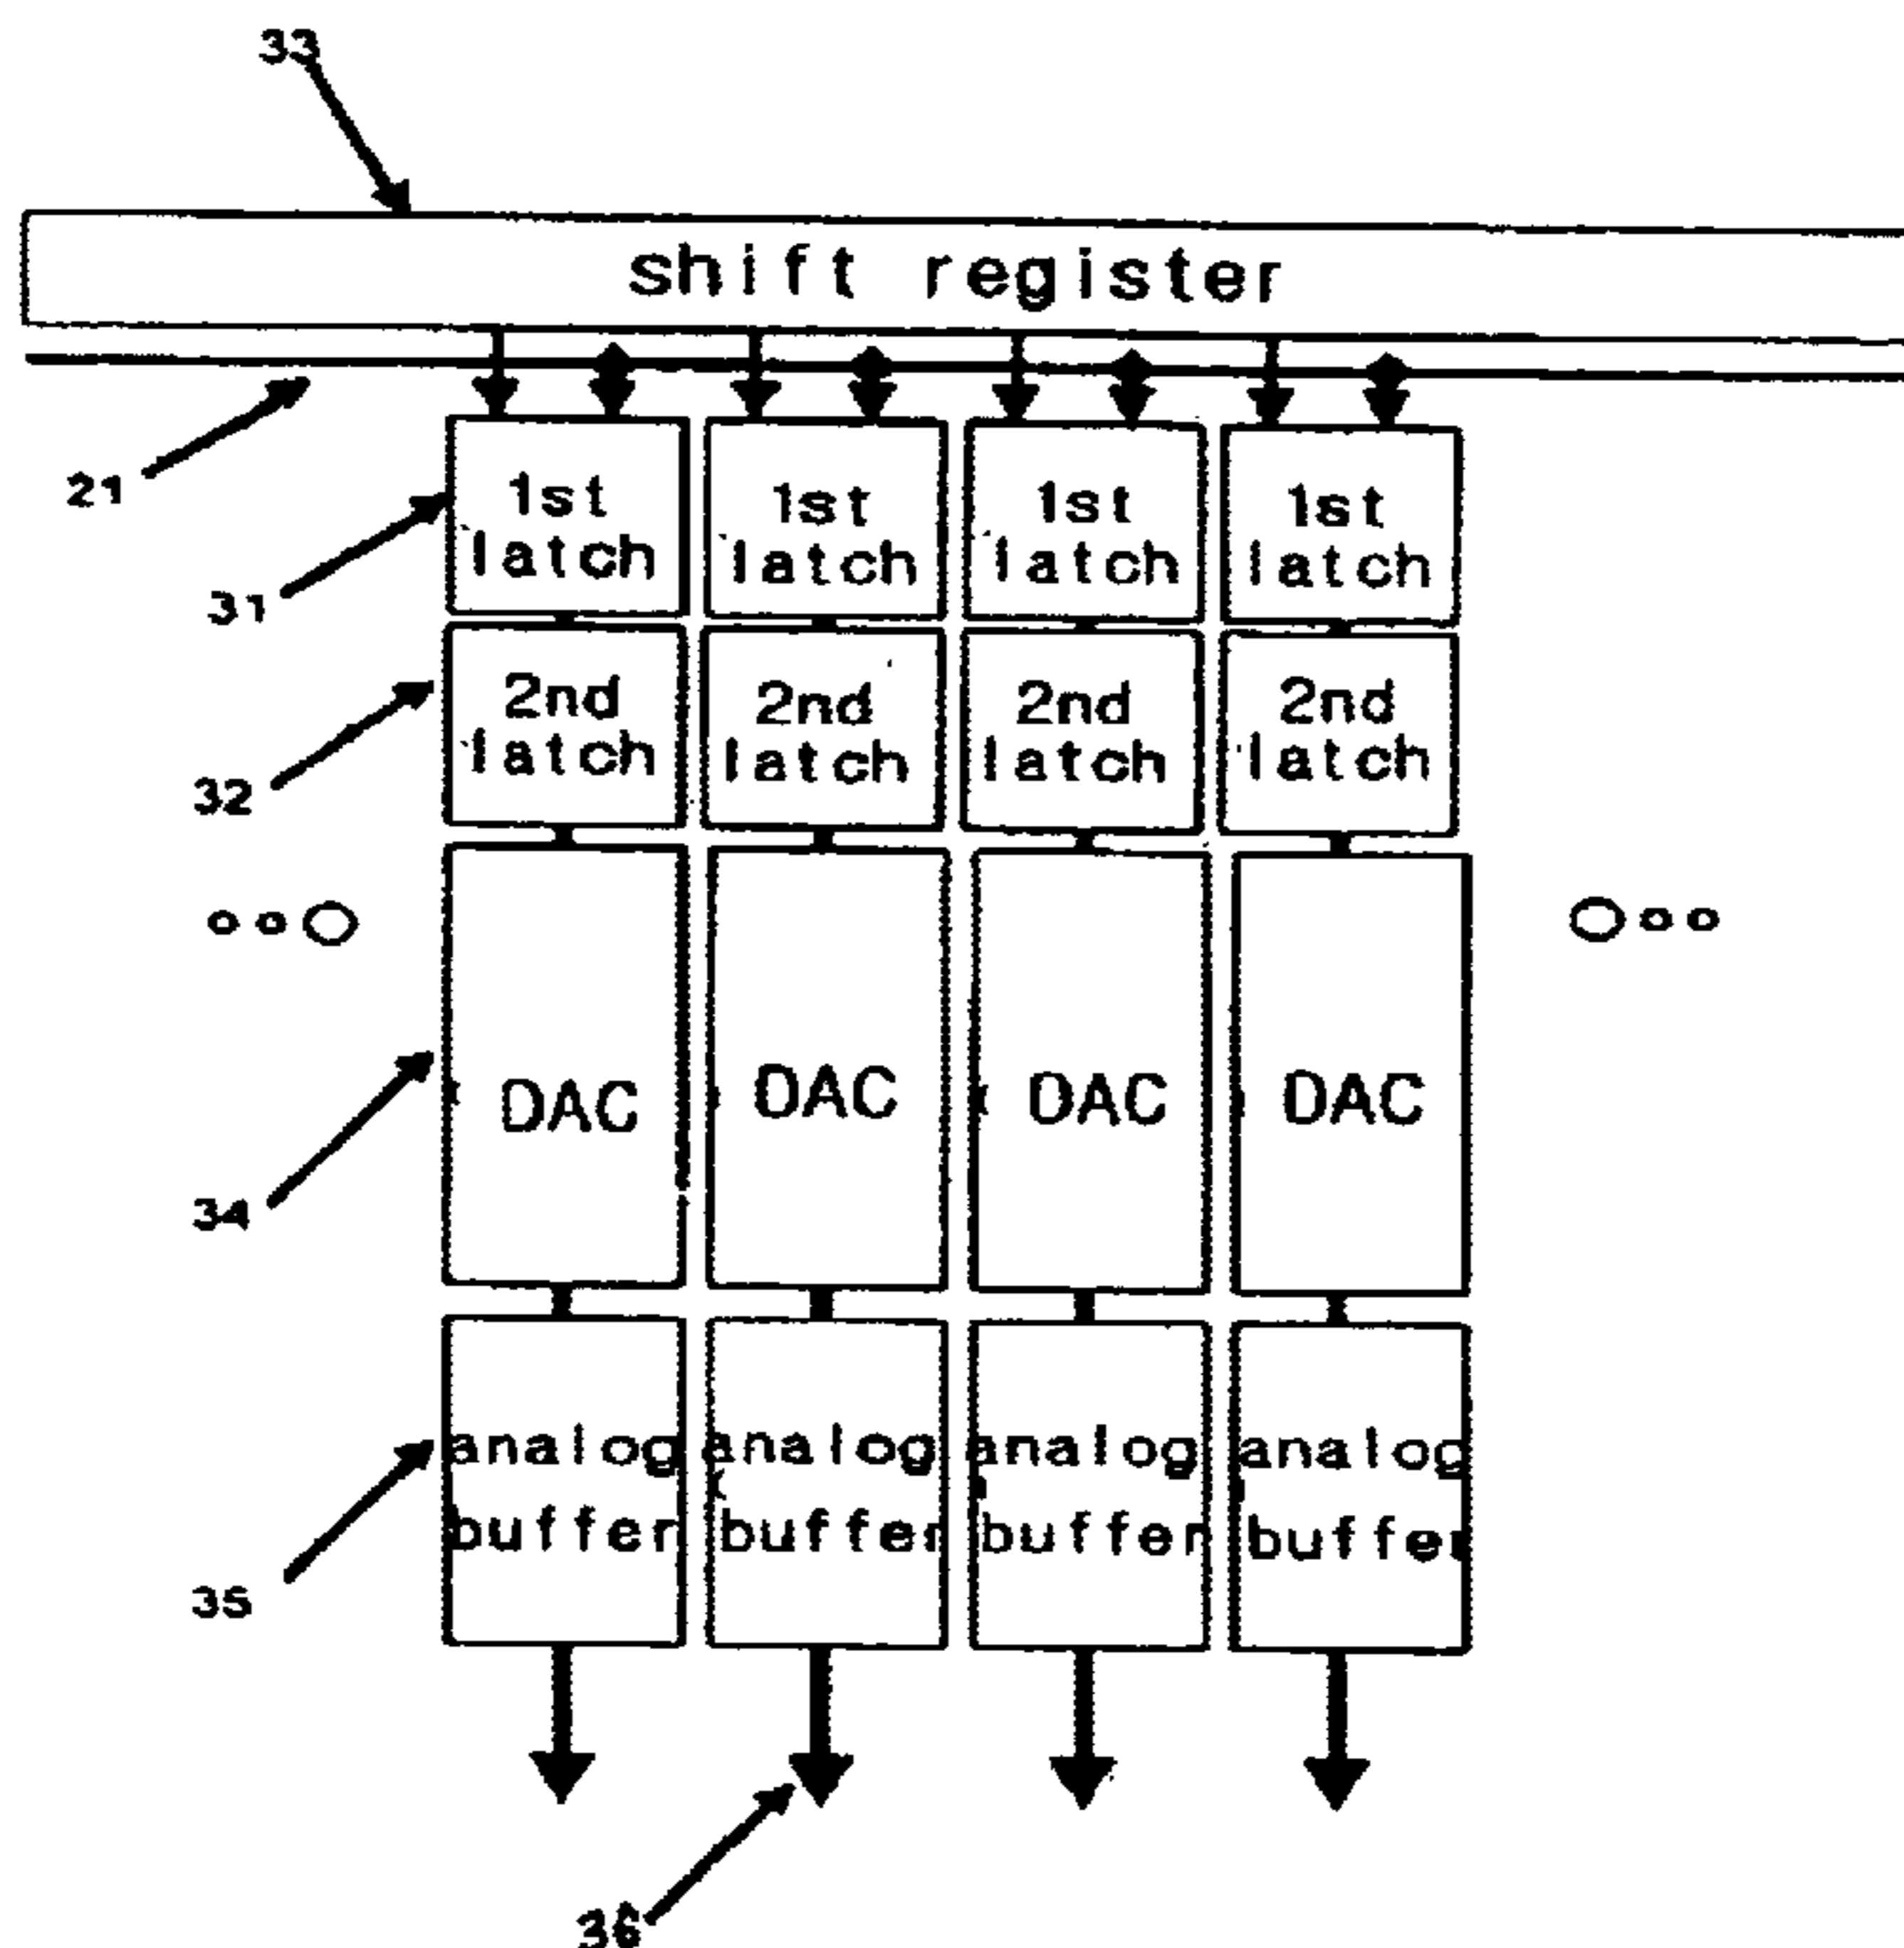 33
shift register
21
1st 1st 1st 1st
latch latch latch latch
31
2nd 2nd 2nd 2nd
latch latch latch latch
32
DAC DAC DAC DAC
34
analog analog analog analog
buffer buffer buffer buffer
35
36